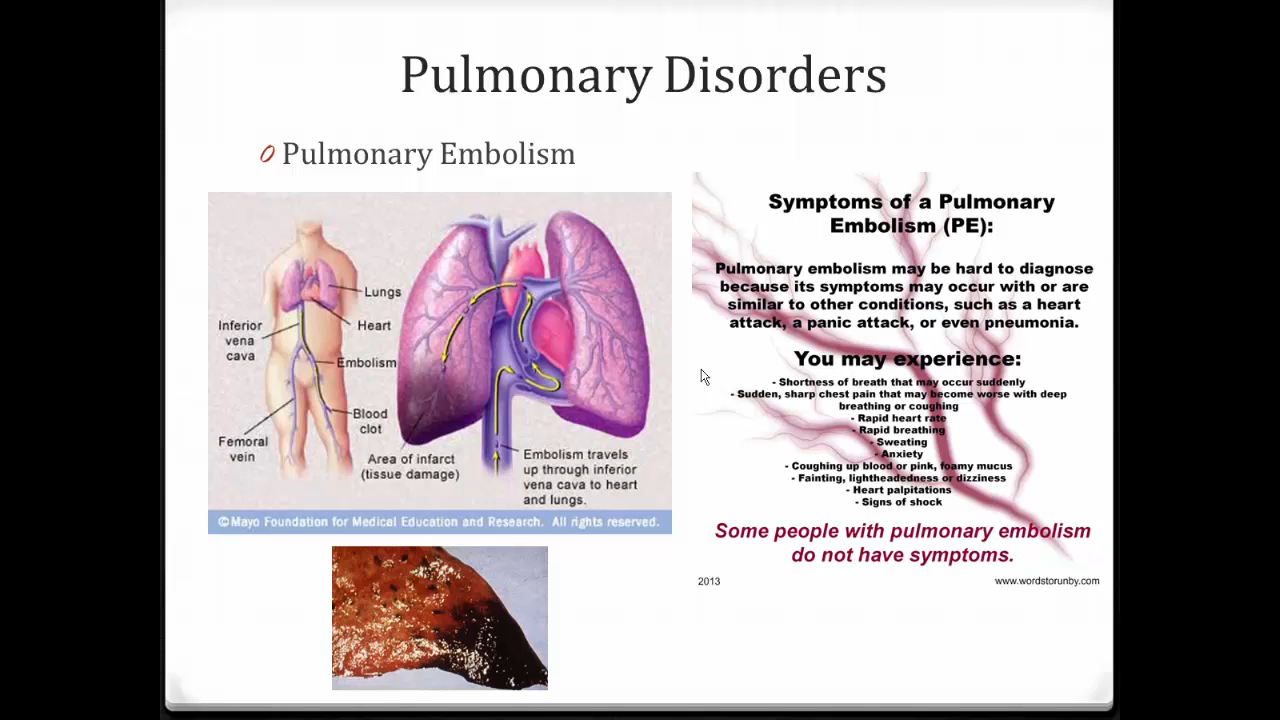 Pulmonary Disorders
Pulmonary Embolism
Lungs
Heart
Inferior
vena
cava
Embolism
Blood
clot
Femoral
vein
Area of infarct
(tissue damage)
Embolism travels
up through inferior
vena cava to heart
and lungs.
©Mayo Foundation for Medical Education and Research. All rights reserved.
Symptoms of a Pulmonary
Embolism (PE):
Pulmonary embolism may be hard to diagnose
because its symptoms may occur with or are
similar to other conditions, such as a heart
attack, a panic attack, or even pneumonia.
You may experience:
- Shortness of breath that may occur suddenly
- Sudden, sharp chest pain that may become worse with deep
breathing or coughing
- Rapid heart rate
- Rapid breathing
- Sweating
- Anxiety
- Coughing up blood or pink, foamy mucus
- Fainting, lightheadedness or dizziness
- Heart palpitations
- Signs of shock
Some people with pulmonary embolism
do not have symptoms.
2013
www.wordstorunby.com